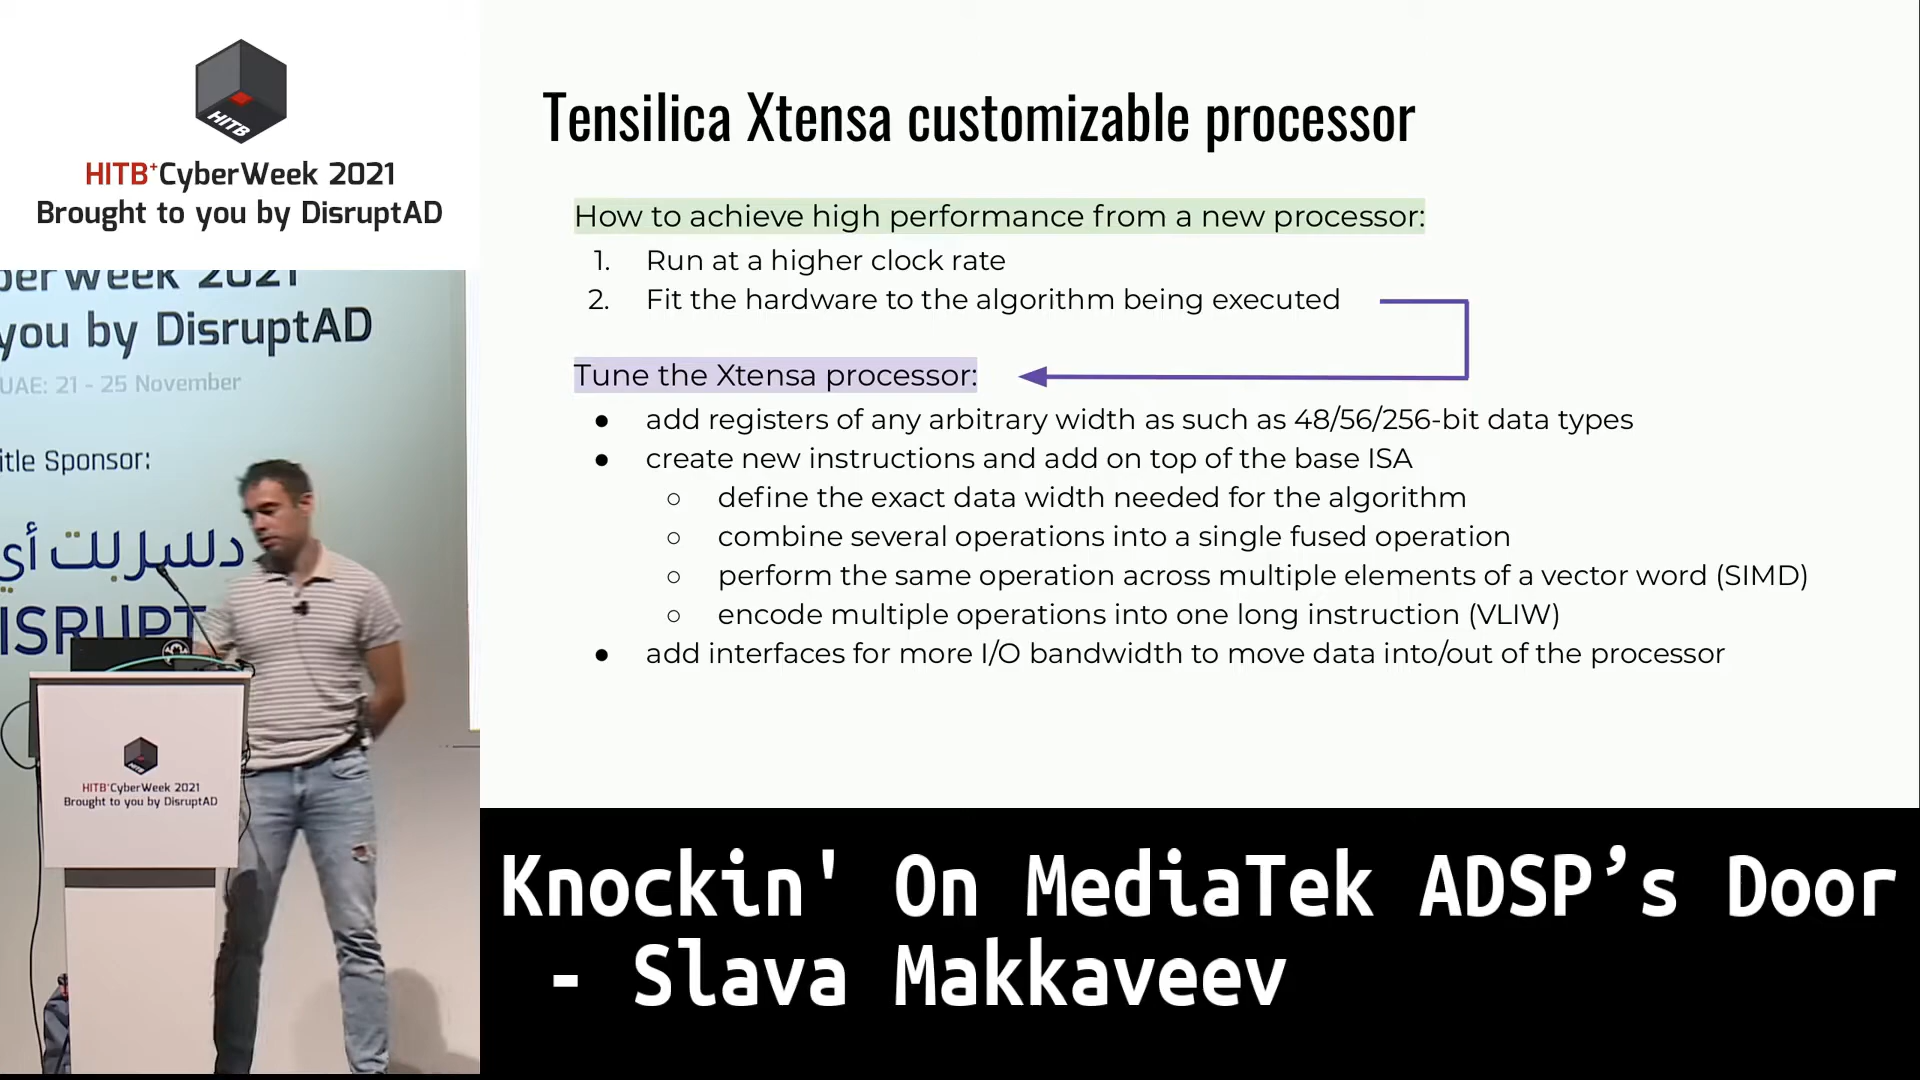 HITB
HITB⁺CyberWeek 2021
Brought to you by DisruptAD
berWeek 2021
you by DisruptAD
UAE: 21 - 25 November
itle Sponsor:
دسربت أي
ISRUPT
HITB
HITB⁺CyberWeek 2021
Brought to you by DisruptAD
Tensilica Xtensa customizable processor
How to achieve high performance from a new processor:
1. Run at a higher clock rate
2. Fit the hardware to the algorithm being executed
Tune the Xtensa processor:
● add registers of any arbitrary width as such as 48/56/256-bit data types
● create new instructions and add on top of the base ISA
○ define the exact data width needed for the algorithm
○ combine several operations into a single fused operation
○ perform the same operation across multiple elements of a vector word (SIMD)
○ encode multiple operations into one long instruction (VLIW)
● add interfaces for more I/O bandwidth to move data into/out of the processor
Knockin' On MediaTek ADSP’s Door
- Slava Makkaveev